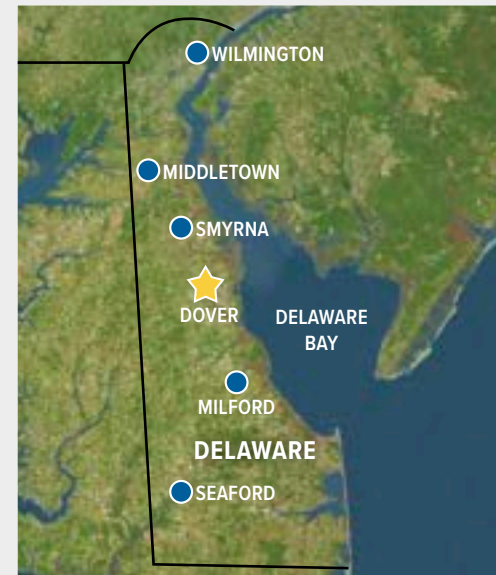 WILMINGTON
MIDDLETOWN
SMYRNA
DOVER
DELAWARE
BAY
MILFORD
DELAWARE
SEAFORD